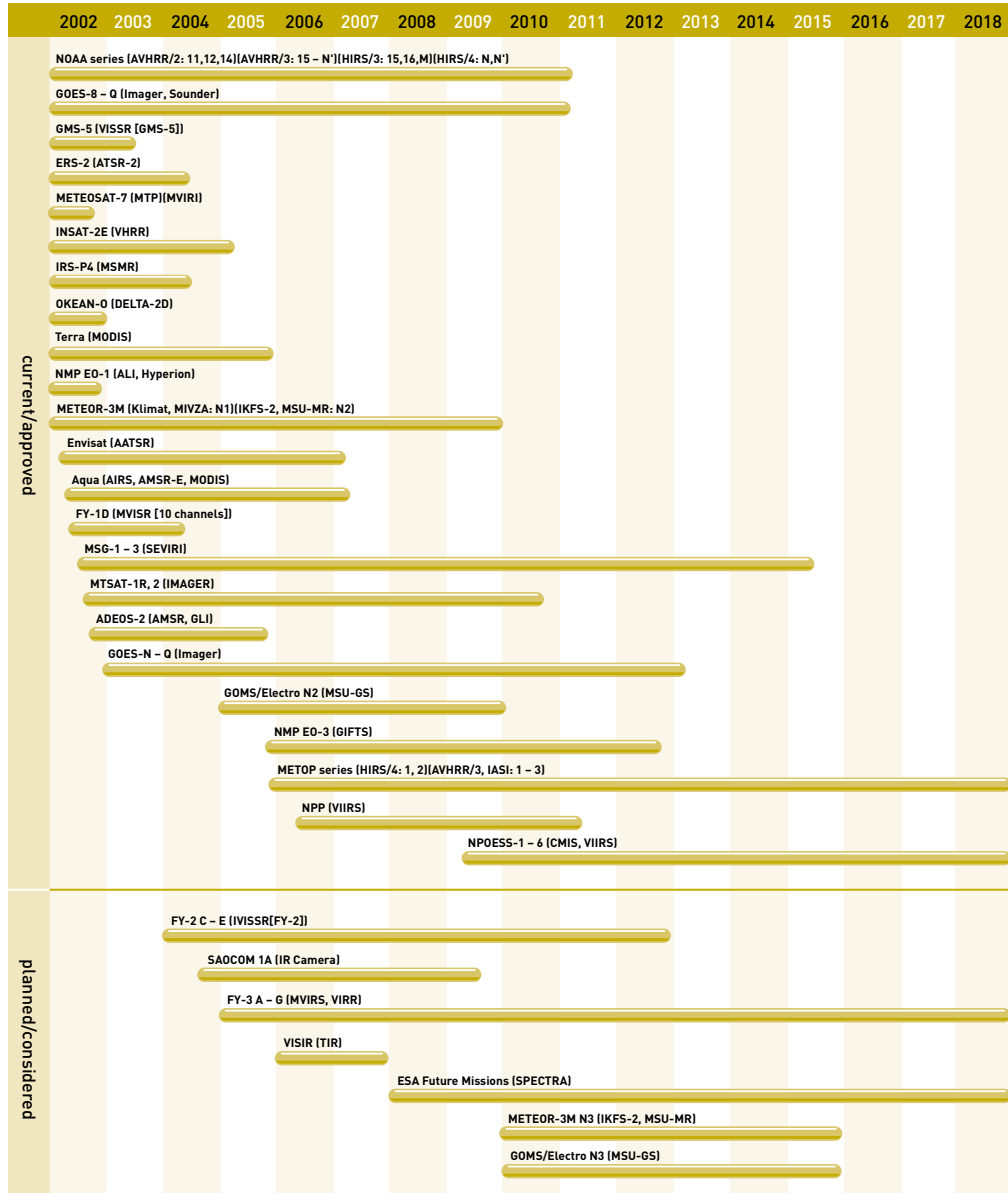 2002 2003 2004 2005 2006 2007 2008 2009 2010 2011 2012 2013 2014 2015 2016 2017 2018
current/approved
NOAA series (AVHRR/2: 11,12,14)(AVHRR/3: 15 – N')(HIRS/3: 15,16,M)(HIRS/4: N,N')
GOES-8 – Q (Imager, Sounder)
GMS-5 (VISSR [GMS-5])
ERS-2 (ATSR-2)
METEOSAT-7 (MTP)(MVIRI)
INSAT-2E (VHRR)
IRS-P4 (MSMR)
OKEAN-O (DELTA-2D)
Terra (MODIS)
NMP EO-1 (ALI, Hyperion)
METEOR-3M (Klimat, MIVZA: N1)(IKFS-2, MSU-MR: N2)
Envisat (AATSR)
Aqua (AIRS, AMSR-E, MODIS)
FY-1D (MVISR [10 channels])
MSG-1 – 3 (SEVIRI)
MTSAT-1R, 2 (IMAGER)
ADEOS-2 (AMSR, GLI)
GOES-N – Q (Imager)
GOMS/Electro N2 (MSU-GS)
NMP EO-3 (GIFTS)
METOP series (HIRS/4: 1, 2)(AVHRR/3, IASI: 1 – 3)
NPP (VIIRS)
NPOESS-1 – 6 (CMIS, VIIRS)
planned/considered
FY-2 C – E (IVISSR[FY-2])
SAOCOM 1A (IR Camera)
FY-3 A – G (MVIRS, VIRR)
VISIR (TIR)
ESA Future Missions (SPECTRA)
METEOR-3M N3 (IKFS-2, MSU-MR)
GOMS/Electro N3 (MSU-GS)